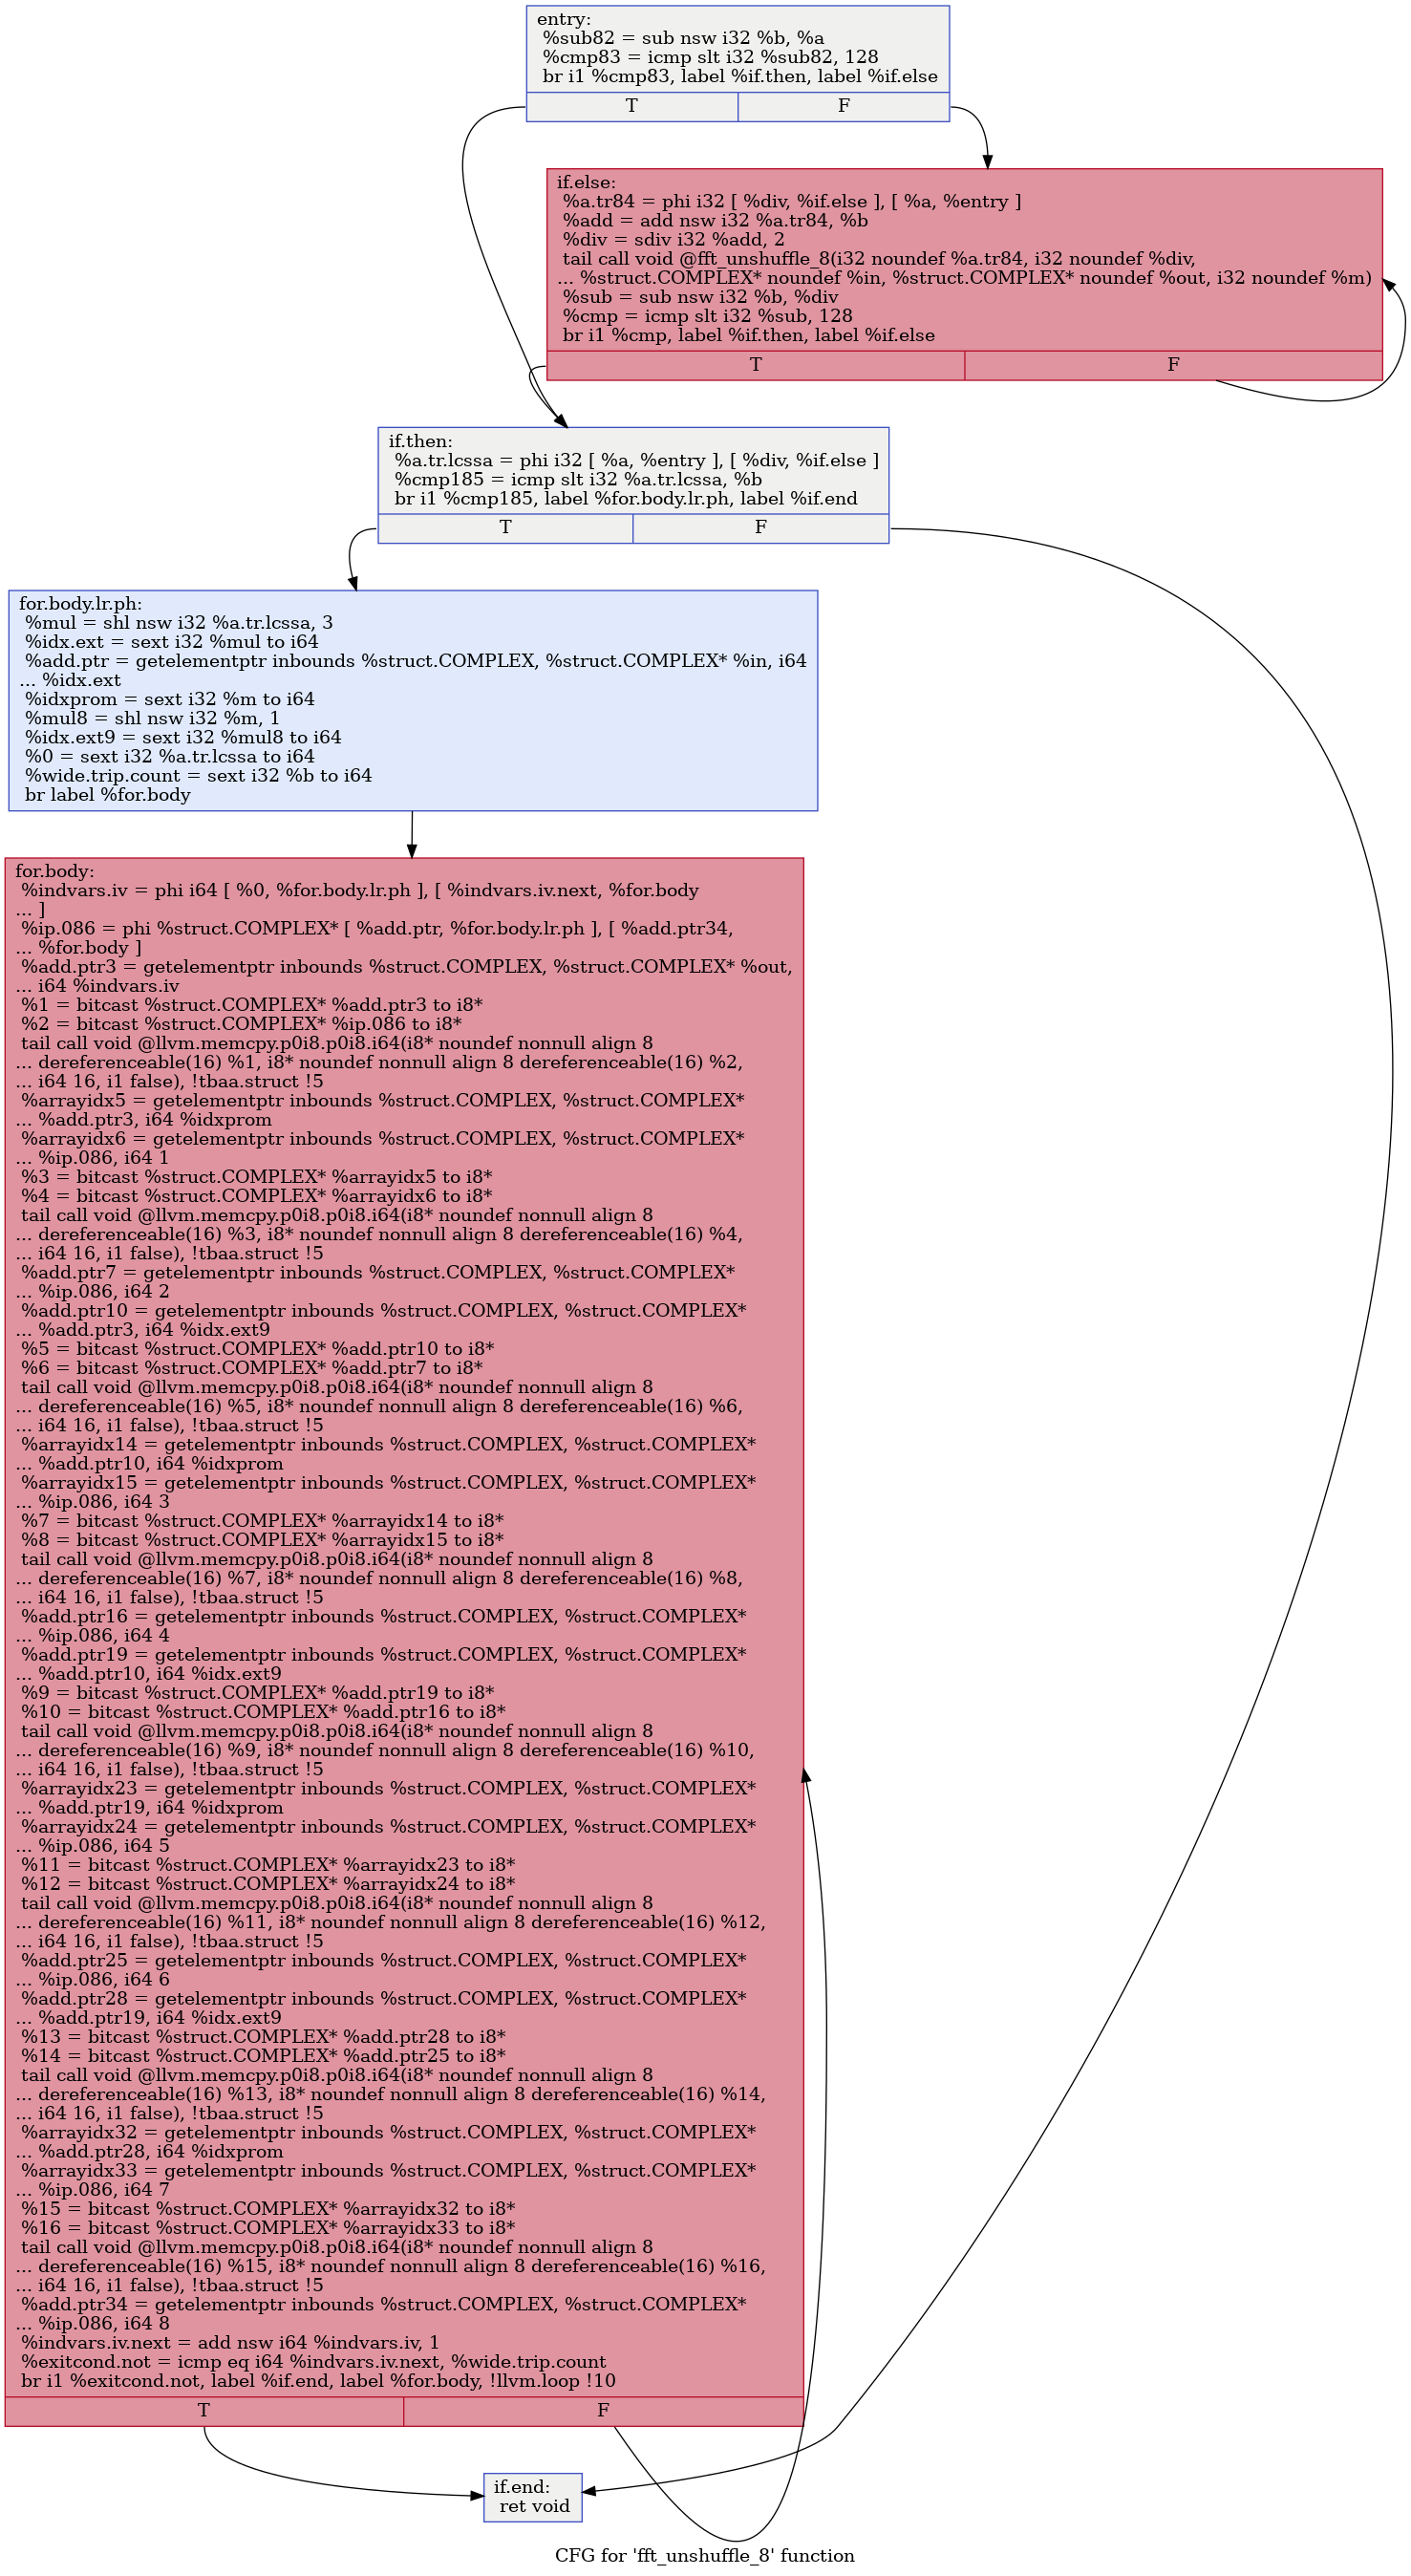 entry:
%sub82 = sub nsw i32 %b, %a
%cmp83 = icmp slt i32 %sub82, 128
br i1 %cmp83, label %if.then, label %if.else
T F
if.else:
%a.tr84 = phi i32 [ %div, %if.else ], [ %a, %entry ]
%add = add nsw i32 %a.tr84, %b
%div = sdiv i32 %add, 2
tail call void @fft_unshuffle_8(i32 noundef %a.tr84, i32 noundef %div,
... %struct.COMPLEX* noundef %in, %struct.COMPLEX* noundef %out, i32 noundef %m)
%sub = sub nsw i32 %b, %div
%cmp = icmp slt i32 %sub, 128
br i1 %cmp, label %if.then, label %if.else
T F
if.then:
%a.tr.lcssa = phi i32 [ %a, %entry ], [ %div, %if.else ]
%cmp185 = icmp slt i32 %a.tr.lcssa, %b
br i1 %cmp185, label %for.body.lr.ph, label %if.end
T F
for.body.lr.ph:
%mul = shl nsw i32 %a.tr.lcssa, 3
%idx.ext = sext i32 %mul to i64
%add.ptr = getelementptr inbounds %struct.COMPLEX, %struct.COMPLEX* %in, i64
... %idx.ext
%idxprom = sext i32 %m to i64
%mul8 = shl nsw i32 %m, 1
%idx.ext9 = sext i32 %mul8 to i64
%0 = sext i32 %a.tr.lcssa to i64
%wide.trip.count = sext i32 %b to i64
br label %for.body
for.body:
%indvars.iv = phi i64 [ %0, %for.body.lr.ph ], [ %indvars.iv.next, %for.body
... ]
%ip.086 = phi %struct.COMPLEX* [ %add.ptr, %for.body.lr.ph ], [ %add.ptr34,
... %for.body ]
%add.ptr3 = getelementptr inbounds %struct.COMPLEX, %struct.COMPLEX* %out,
... i64 %indvars.iv
%1 = bitcast %struct.COMPLEX* %add.ptr3 to i8*
%2 = bitcast %struct.COMPLEX* %ip.086 to i8*
tail call void @llvm.memcpy.p0i8.p0i8.i64(i8* noundef nonnull align 8
... dereferenceable(16) %1, i8* noundef nonnull align 8 dereferenceable(16) %2,
... i64 16, i1 false), !tbaa.struct !5
%arrayidx5 = getelementptr inbounds %struct.COMPLEX, %struct.COMPLEX*
... %add.ptr3, i64 %idxprom
%arrayidx6 = getelementptr inbounds %struct.COMPLEX, %struct.COMPLEX*
... %ip.086, i64 1
%3 = bitcast %struct.COMPLEX* %arrayidx5 to i8*
%4 = bitcast %struct.COMPLEX* %arrayidx6 to i8*
tail call void @llvm.memcpy.p0i8.p0i8.i64(i8* noundef nonnull align 8
... dereferenceable(16) %3, i8* noundef nonnull align 8 dereferenceable(16) %4,
... i64 16, i1 false), !tbaa.struct !5
%add.ptr7 = getelementptr inbounds %struct.COMPLEX, %struct.COMPLEX*
... %ip.086, i64 2
%add.ptr10 = getelementptr inbounds %struct.COMPLEX, %struct.COMPLEX*
... %add.ptr3, i64 %idx.ext9
%5 = bitcast %struct.COMPLEX* %add.ptr10 to i8*
%6 = bitcast %struct.COMPLEX* %add.ptr7 to i8*
tail call void @llvm.memcpy.p0i8.p0i8.i64(i8* noundef nonnull align 8
... dereferenceable(16) %5, i8* noundef nonnull align 8 dereferenceable(16) %6,
... i64 16, i1 false), !tbaa.struct !5
%arrayidx14 = getelementptr inbounds %struct.COMPLEX, %struct.COMPLEX*
... %add.ptr10, i64 %idxprom
%arrayidx15 = getelementptr inbounds %struct.COMPLEX, %struct.COMPLEX*
... %ip.086, i64 3
%7 = bitcast %struct.COMPLEX* %arrayidx14 to i8*
%8 = bitcast %struct.COMPLEX* %arrayidx15 to i8*
tail call void @llvm.memcpy.p0i8.p0i8.i64(i8* noundef nonnull align 8
... dereferenceable(16) %7, i8* noundef nonnull align 8 dereferenceable(16) %8,
... i64 16, i1 false), !tbaa.struct !5
%add.ptr16 = getelementptr inbounds %struct.COMPLEX, %struct.COMPLEX*
... %ip.086, i64 4
%add.ptr19 = getelementptr inbounds %struct.COMPLEX, %struct.COMPLEX*
... %add.ptr10, i64 %idx.ext9
%9 = bitcast %struct.COMPLEX* %add.ptr19 to i8*
%10 = bitcast %struct.COMPLEX* %add.ptr16 to i8*
tail call void @llvm.memcpy.p0i8.p0i8.i64(i8* noundef nonnull align 8
... dereferenceable(16) %9, i8* noundef nonnull align 8 dereferenceable(16) %10,
... i64 16, i1 false), !tbaa.struct !5
%arrayidx23 = getelementptr inbounds %struct.COMPLEX, %struct.COMPLEX*
... %add.ptr19, i64 %idxprom
%arrayidx24 = getelementptr inbounds %struct.COMPLEX, %struct.COMPLEX*
... %ip.086, i64 5
%11 = bitcast %struct.COMPLEX* %arrayidx23 to i8*
%12 = bitcast %struct.COMPLEX* %arrayidx24 to i8*
tail call void @llvm.memcpy.p0i8.p0i8.i64(i8* noundef nonnull align 8
... dereferenceable(16) %11, i8* noundef nonnull align 8 dereferenceable(16) %12,
... i64 16, i1 false), !tbaa.struct !5
%add.ptr25 = getelementptr inbounds %struct.COMPLEX, %struct.COMPLEX*
... %ip.086, i64 6
%add.ptr28 = getelementptr inbounds %struct.COMPLEX, %struct.COMPLEX*
... %add.ptr19, i64 %idx.ext9
%13 = bitcast %struct.COMPLEX* %add.ptr28 to i8*
%14 = bitcast %struct.COMPLEX* %add.ptr25 to i8*
tail call void @llvm.memcpy.p0i8.p0i8.i64(i8* noundef nonnull align 8
... dereferenceable(16) %13, i8* noundef nonnull align 8 dereferenceable(16) %14,
... i64 16, i1 false), !tbaa.struct !5
%arrayidx32 = getelementptr inbounds %struct.COMPLEX, %struct.COMPLEX*
... %add.ptr28, i64 %idxprom
%arrayidx33 = getelementptr inbounds %struct.COMPLEX, %struct.COMPLEX*
... %ip.086, i64 7
%15 = bitcast %struct.COMPLEX* %arrayidx32 to i8*
%16 = bitcast %struct.COMPLEX* %arrayidx33 to i8*
tail call void @llvm.memcpy.p0i8.p0i8.i64(i8* noundef nonnull align 8
... dereferenceable(16) %15, i8* noundef nonnull align 8 dereferenceable(16) %16,
... i64 16, i1 false), !tbaa.struct !5
%add.ptr34 = getelementptr inbounds %struct.COMPLEX, %struct.COMPLEX*
... %ip.086, i64 8
%indvars.iv.next = add nsw i64 %indvars.iv, 1
%exitcond.not = icmp eq i64 %indvars.iv.next, %wide.trip.count
br i1 %exitcond.not, label %if.end, label %for.body, !llvm.loop !10
T F
if.end:
ret void
CFG for 'fft_unshuffle_8' function